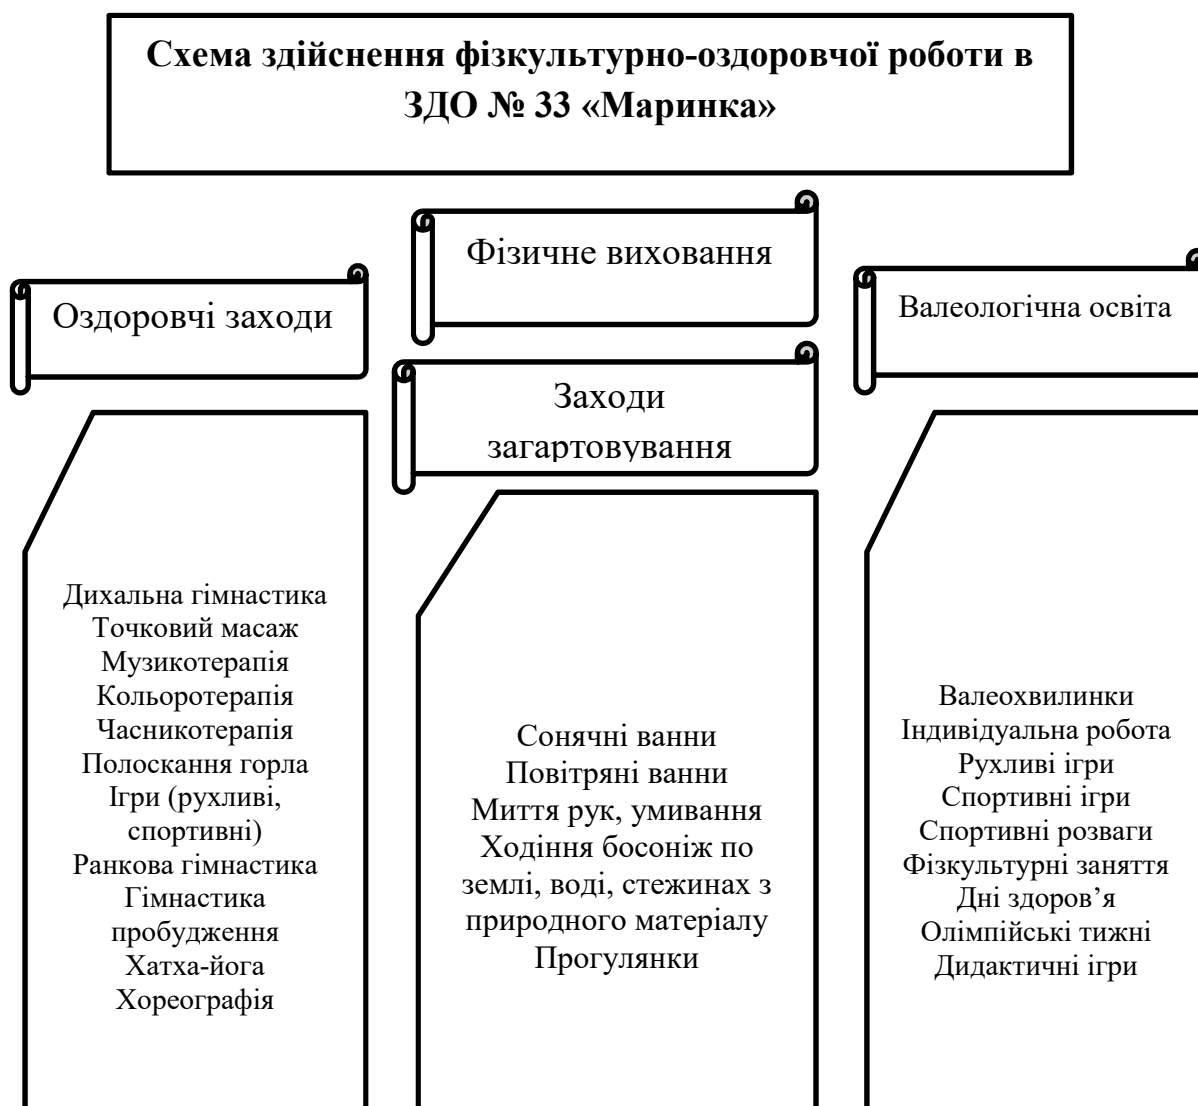 Схема здійснення фізкультурно-оздоровчої роботи в
ЗДО № 33 «Маринка»
Фізичне виховання
Оздоровчі заходи
Валеологічна освіта
Заходи
загартовування
Дихальна гімнастика
Точковий масаж
Музикотерапія
Кольоротерапія
Часникотерапія
Полоскання горла
Ігри (рухливі,
спортивні)
Ранкова гімнастика
Гімнастика
пробудження
Хатха-йога
Хореографія
Сонячні ванни
Повітряні ванни
Миття рук, умивання
Ходіння босоніж по
землі, воді, стежинах з
природного матеріалу
Прогулянки
Валеохвилинки
Індивідуальна робота
Рухливі ігри
Спортивні ігри
Спортивні розваги
Фізкультурні заняття
Дні здоров’я
Олімпійські тижні
Дидактичні ігри